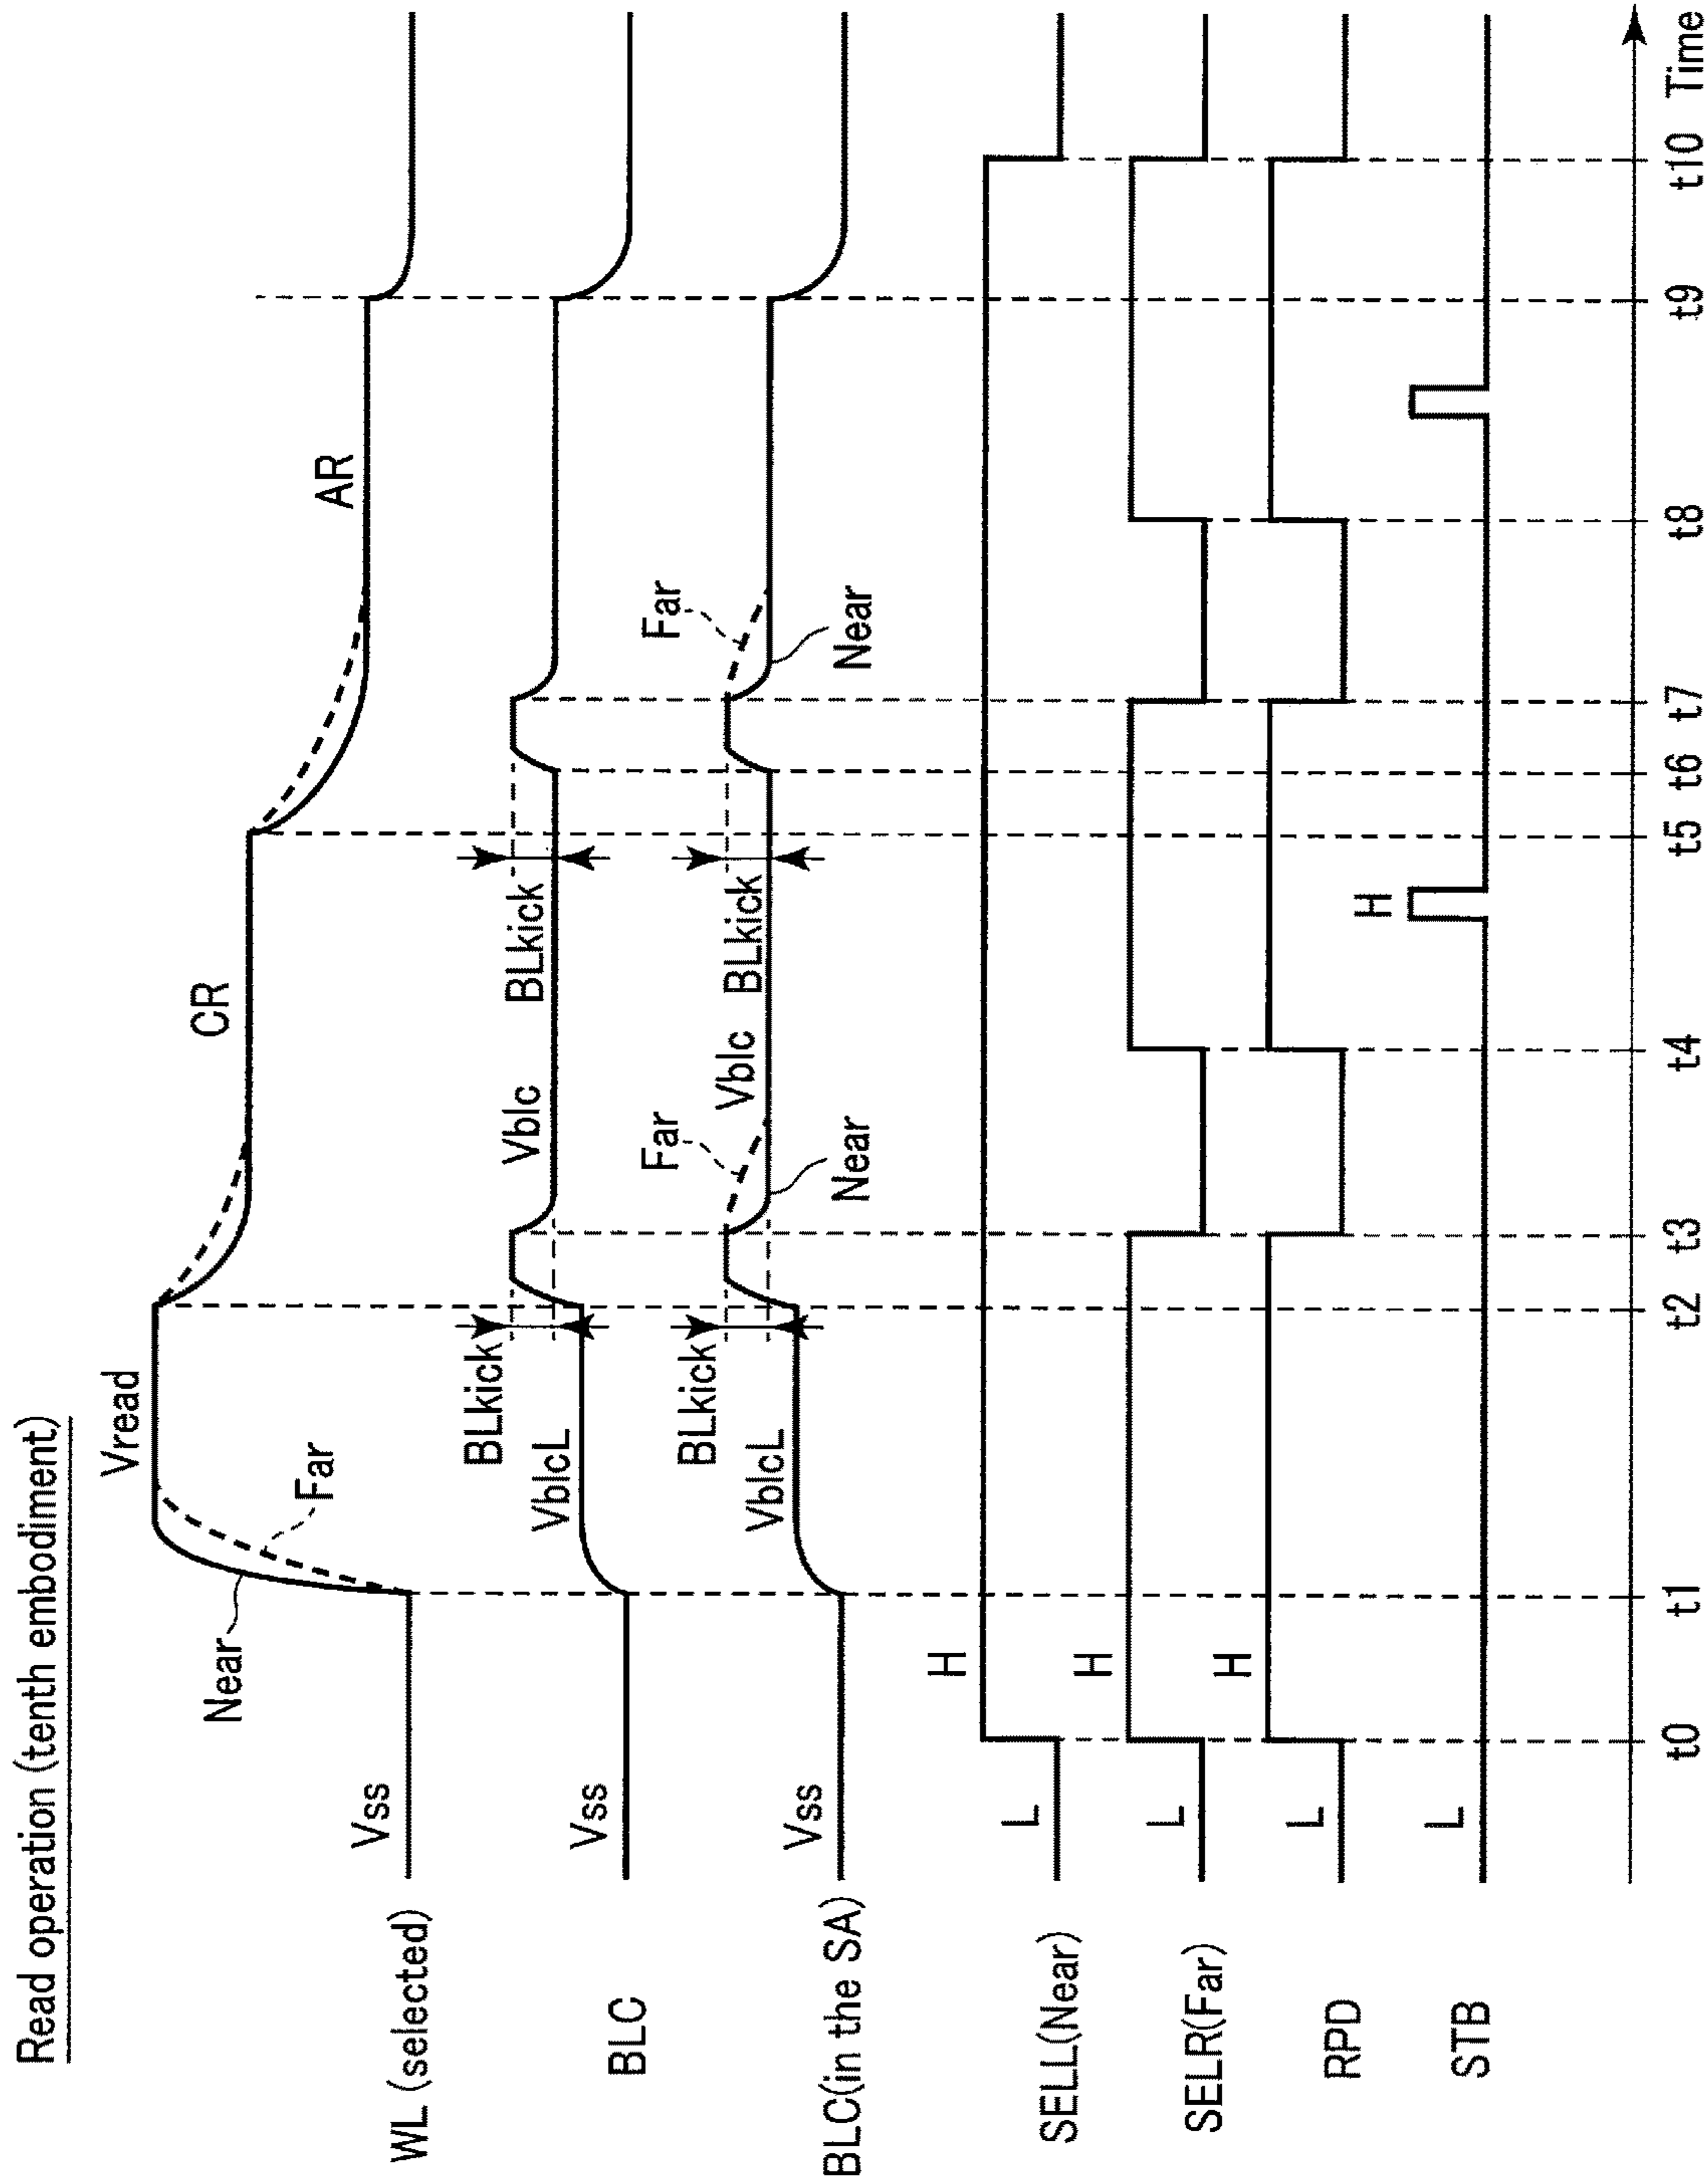 Read operation (tenth embodiment)
Vread
CR
AR
Near
Far
WL (selected)
Vss
BLkick
Vblc
BLkick
VblcL
BLC
Vss
Far
Far
BLkick
Vblc
BLkick
VblcL
Near
Near
BLC(in the SA)
Vss
H
SELL(Near)
L
H
SELR(Far)
L
H
RPD
L
H
STB
L
t0 t1 t2 t3 t4 t5 t6 t7 t8 t9 t10 Time